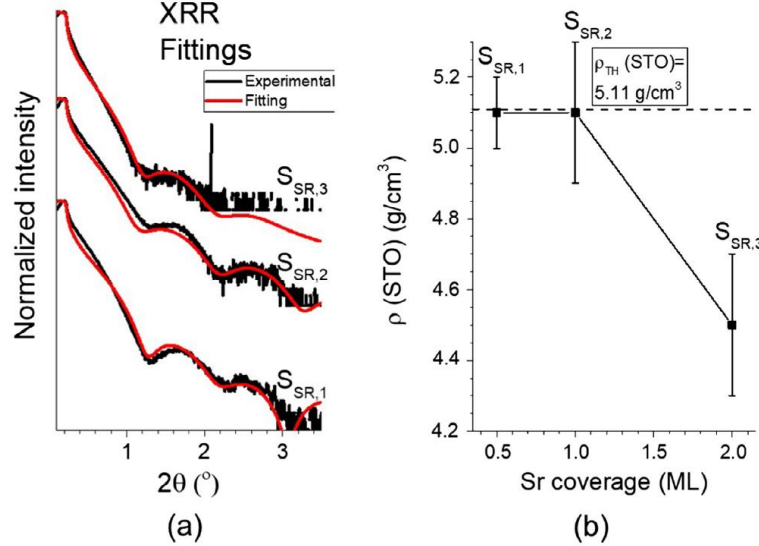 XRR
Fittings
Experimental
Fitting
S_SR,3
S_SR,2
S_SR,1
Normalized intensity
1 2 3
2θ (°)
(a)
S_SR,1
S_SR,2
S_SR,3
ρ_TH (STO)=
5.11 g/cm³
ρ (STO) (g/cm³)
5.2
5.0
4.8
4.6
4.4
4.2
0.5 1.0 1.5 2.0
Sr coverage (ML)
(b)